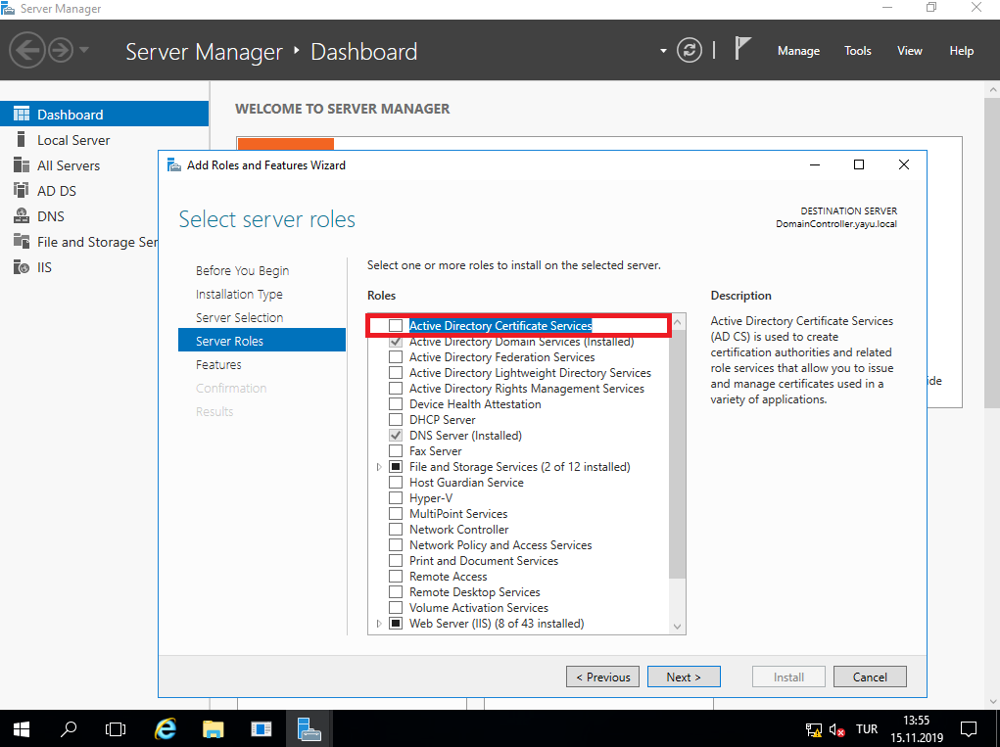 Server Manager
Server Manager ‣ Dashboard
Manage Tools View Help
Dashboard
Local Server
All Servers
AD DS
DNS
File and Storage Ser
IIS
WELCOME TO SERVER MANAGER
Add Roles and Features Wizard
Select server roles
DESTINATION SERVER
DomainController.yayu.local
Before You Begin
Installation Type
Server Selection
Server Roles
Features
Confirmation
Results
Select one or more roles to install on the selected server.
Roles
Active Directory Certificate Services
Active Directory Domain Services (Installed)
Active Directory Federation Services
Active Directory Lightweight Directory Services
Active Directory Rights Management Services
Device Health Attestation
DHCP Server
DNS Server (Installed)
Fax Server
File and Storage Services (2 of 12 installed)
Host Guardian Service
Hyper-V
MultiPoint Services
Network Controller
Network Policy and Access Services
Print and Document Services
Remote Access
Remote Desktop Services
Volume Activation Services
Web Server (IIS) (8 of 43 installed)
Description
Active Directory Certificate Services
(AD CS) is used to create
certification authorities and related
role services that allow you to issue
and manage certificates used in a
variety of applications.
ide
< Previous
Next >
Install
Cancel
TUR
13:55
15.11.2019